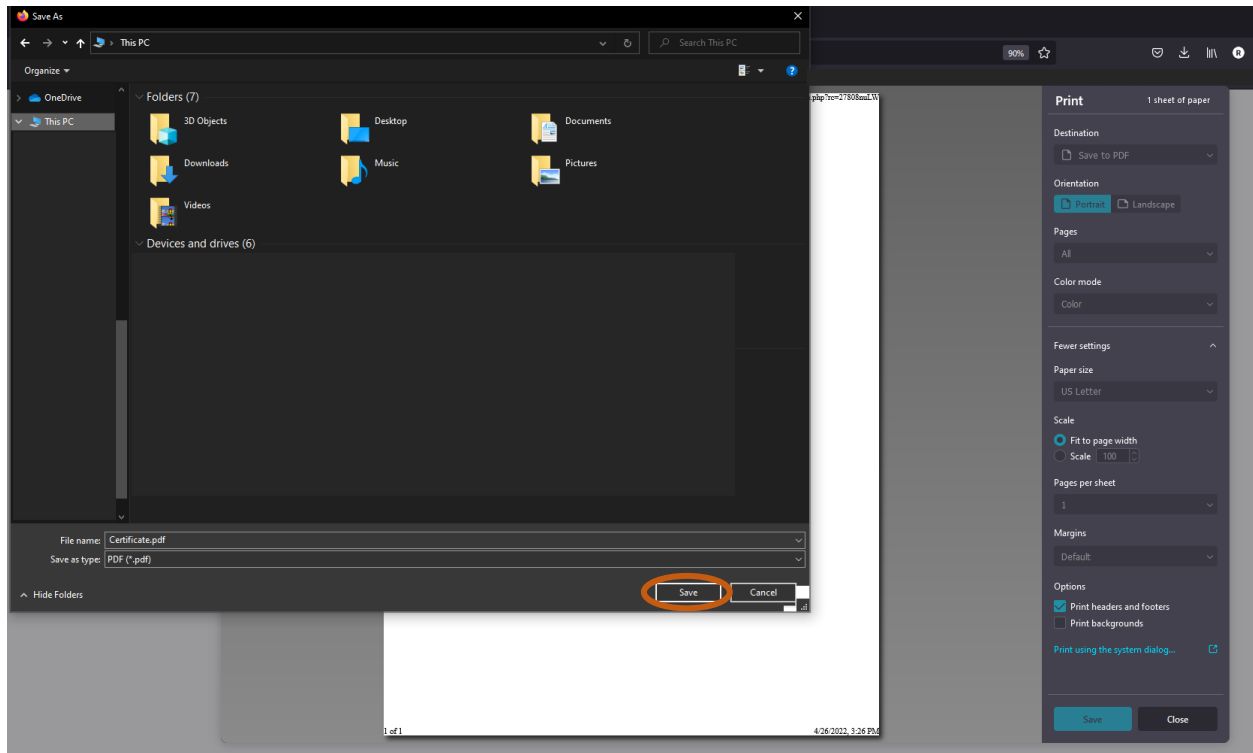 Save As
This PC
Search This PC
Organize
OneDrive
This PC
Folders (7)
3D Objects
Desktop
Documents
Downloads
Music
Pictures
Videos
Devices and drives (6)
File name: Certificate.pdf
Save as type: PDF (*.pdf)
Hide Folders
Save
Cancel
90%
R
.php?rc=27808nuLW
1 of 1
4/26/2022, 3:26 PM
Print
1 sheet of paper
Destination
Save to PDF
Orientation
Portrait
Landscape
Pages
All
Color mode
Color
Fewer settings
Paper size
US Letter
Scale
Fit to page width
Scale 100
Pages per sheet
1
Margins
Default
Options
Print headers and footers
Print backgrounds
Print using the system dialog...
Save
Close